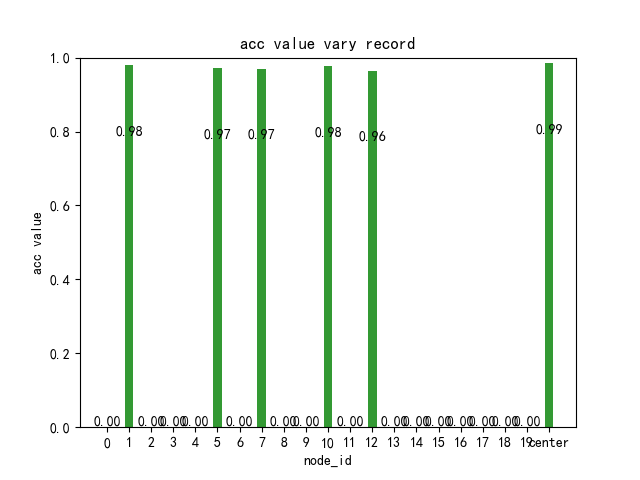 acc value vary record
1.0
0.8
0.6
0.4
0.2
0.0
acc value
0.98 0.97 0.97 0.98 0.96 0.99
0.00 0.00 0.00 0.00 0.00 0.00 0.00 0.00 0.00 0.00 0.00 0.00 0.00 0.00 0.00
0 1 2 3 4 5 6 7 8 9 10 11 12 13 14 15 16 17 18 19 center
node_id